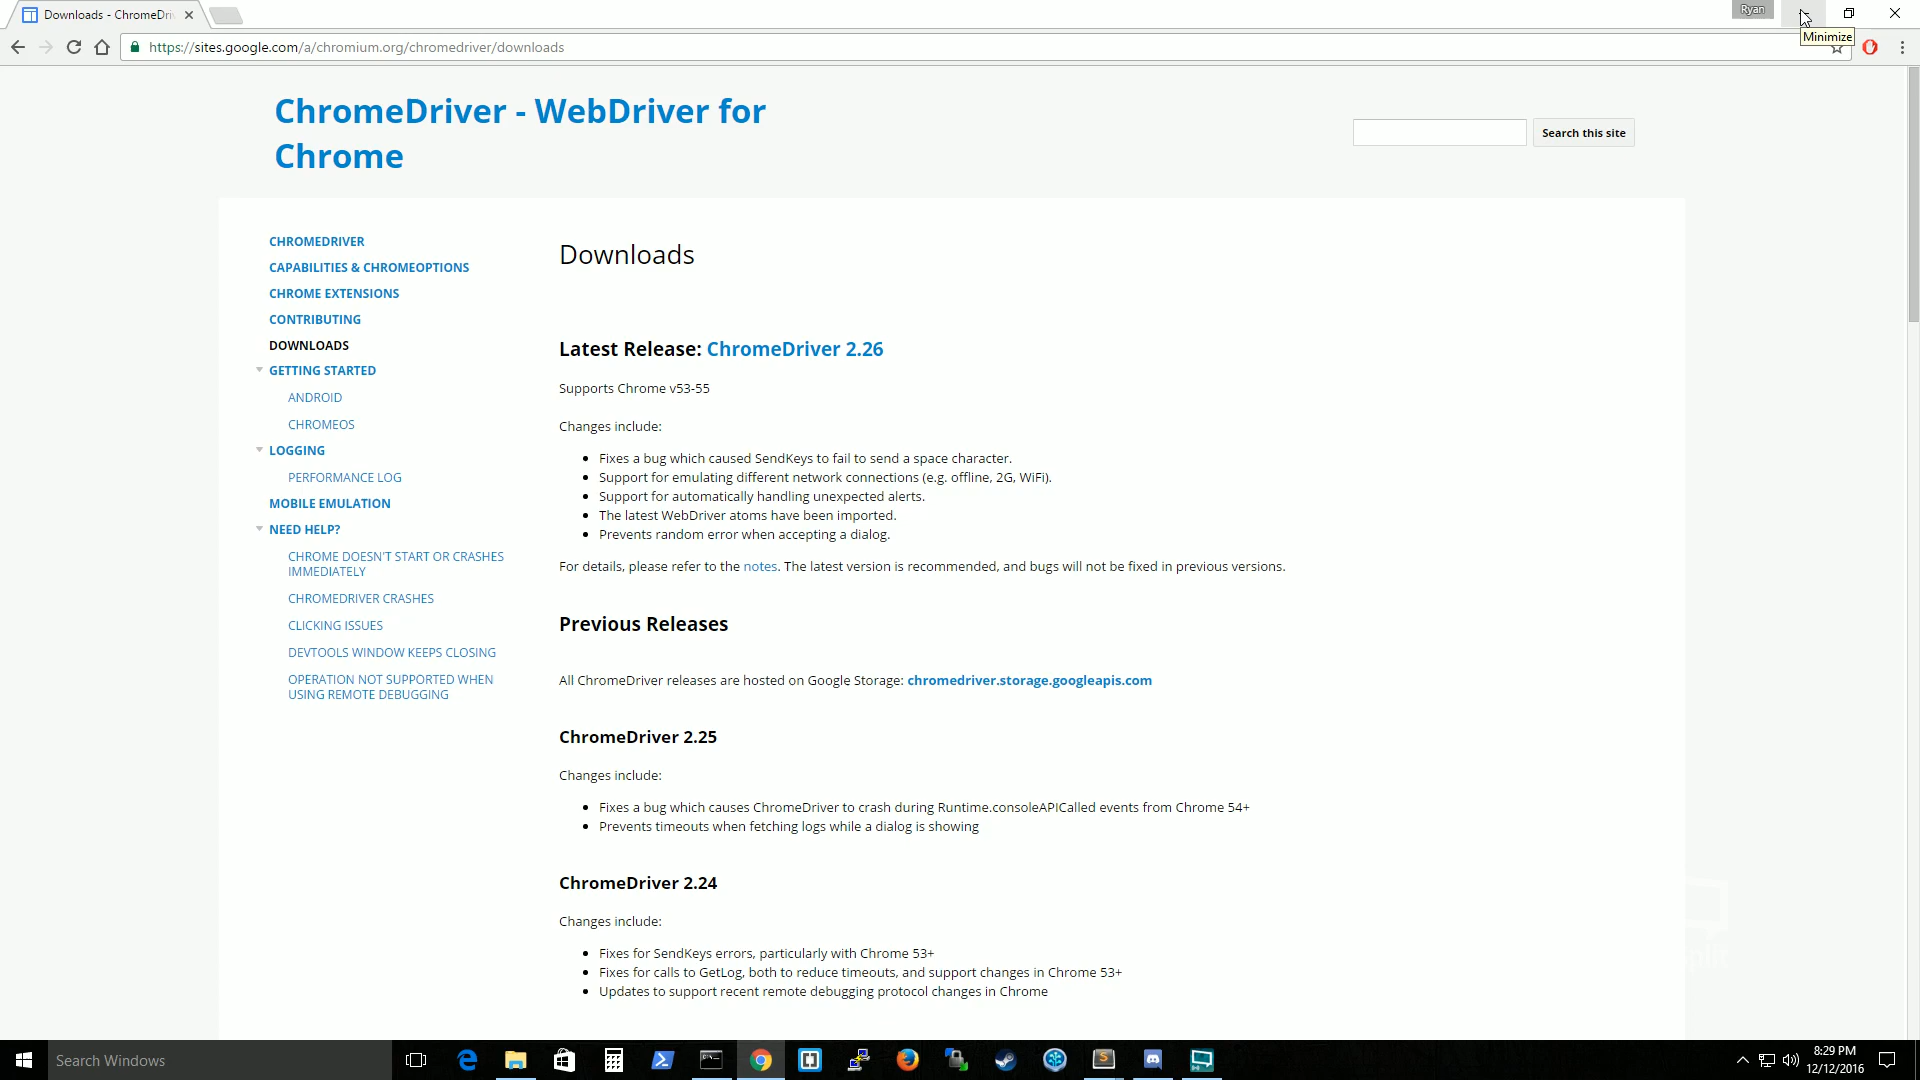 Downloads - ChromeDri
Ryan
https://sites.google.com/a/chromium.org/chromedriver/downloads
Minimize
ChromeDriver - WebDriver for
Chrome
Search this site
CHROMEDRIVER
CAPABILITIES & CHROMEOPTIONS
CHROME EXTENSIONS
CONTRIBUTING
DOWNLOADS
GETTING STARTED
ANDROID
CHROMEOS
LOGGING
PERFORMANCE LOG
MOBILE EMULATION
NEED HELP?
CHROME DOESN'T START OR CRASHES
IMMEDIATELY
CHROMEDRIVER CRASHES
CLICKING ISSUES
DEVTOOLS WINDOW KEEPS CLOSING
OPERATION NOT SUPPORTED WHEN
USING REMOTE DEBUGGING
Downloads
Latest Release: ChromeDriver 2.26
Supports Chrome v53-55
Changes include:
Fixes a bug which caused SendKeys to fail to send a space character.
Support for emulating different network connections (e.g. offline, 2G, WiFi).
Support for automatically handling unexpected alerts.
The latest WebDriver atoms have been imported.
Prevents random error when accepting a dialog.
For details, please refer to the notes. The latest version is recommended, and bugs will not be fixed in previous versions.
Previous Releases
All ChromeDriver releases are hosted on Google Storage: chromedriver.storage.googleapis.com
ChromeDriver 2.25
Changes include:
Fixes a bug which causes ChromeDriver to crash during Runtime.consoleAPICalled events from Chrome 54+
Prevents timeouts when fetching logs while a dialog is showing
ChromeDriver 2.24
Changes include:
Fixes for SendKeys errors, particularly with Chrome 53+
Fixes for calls to GetLog, both to reduce timeouts, and support changes in Chrome 53+
Updates to support recent remote debugging protocol changes in Chrome
Search Windows
8:29 PM
12/12/2016